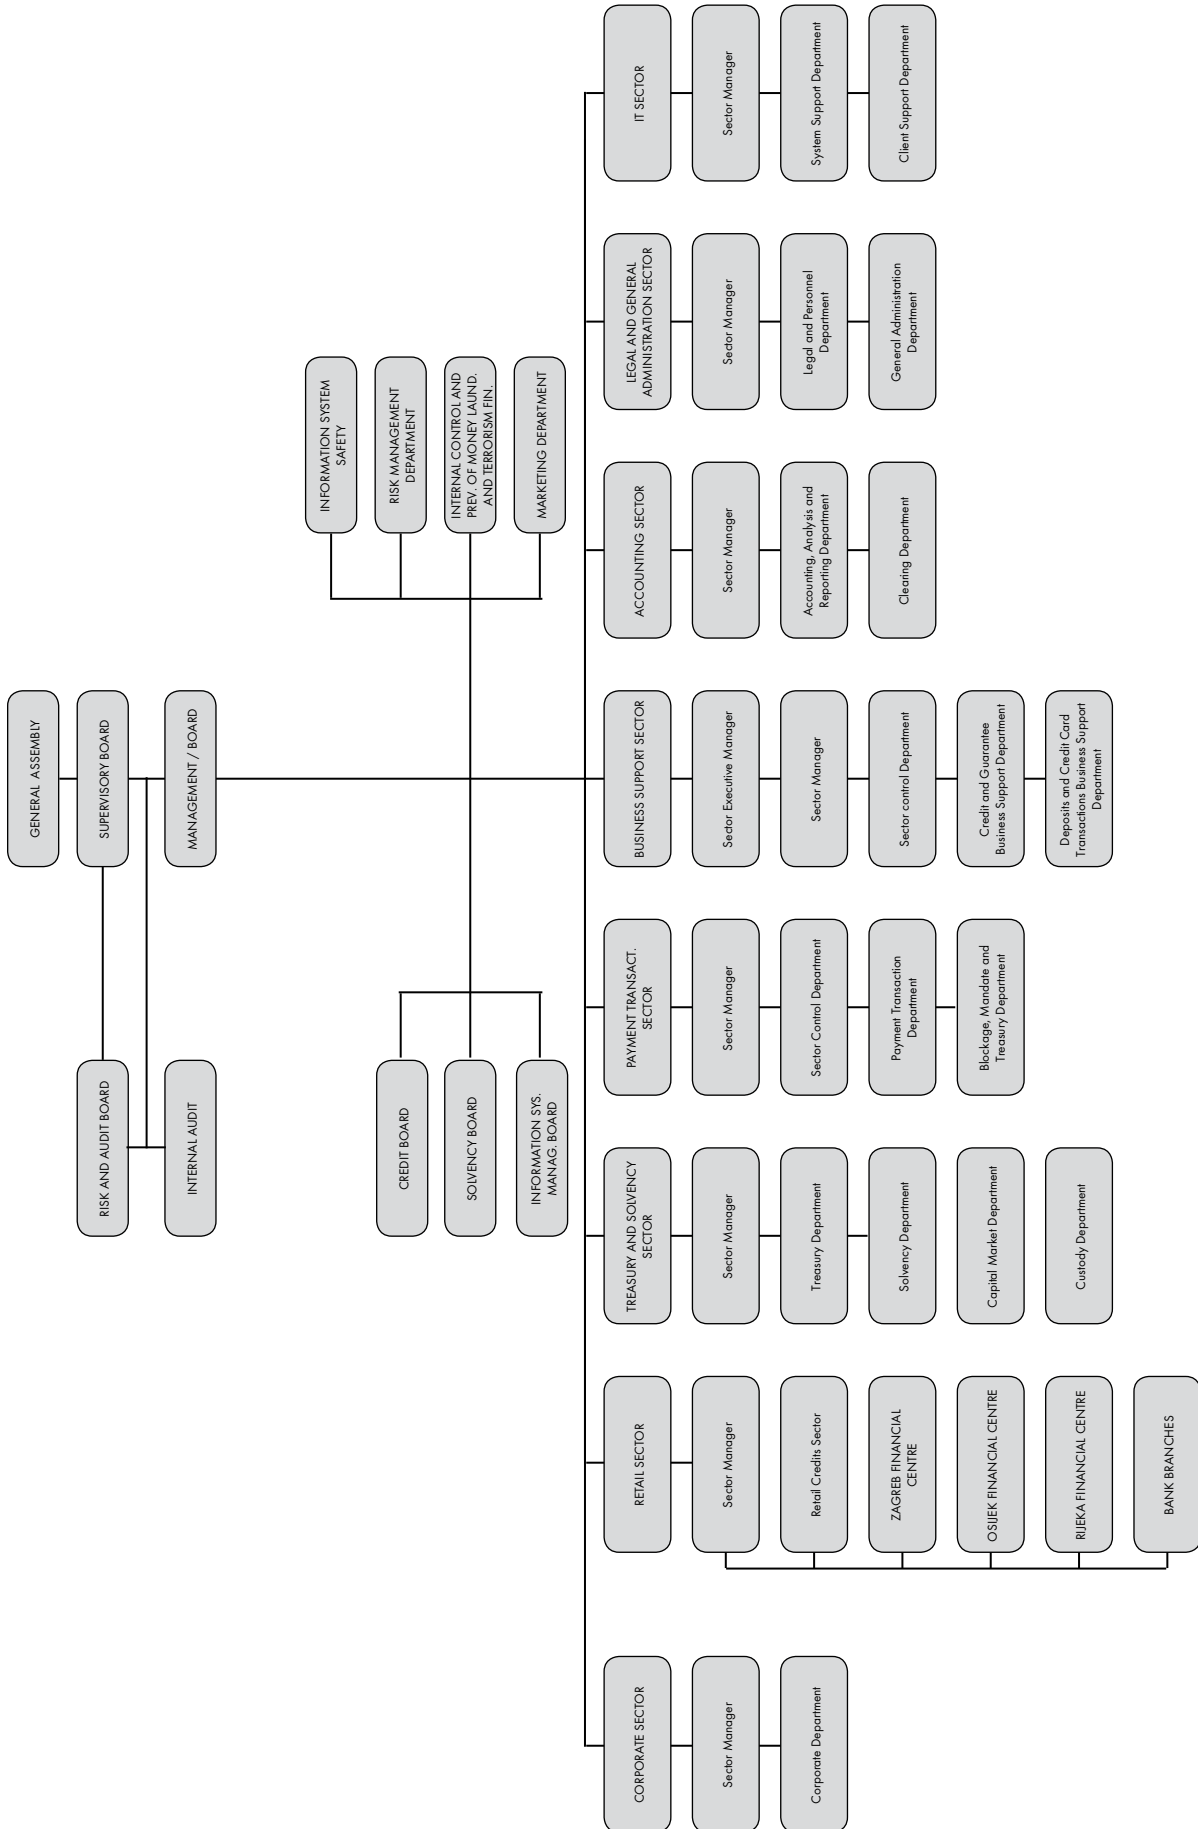 GENERAL ASSEMBLY
SUPERVISORY BOARD
MANAGEMENT / BOARD
RISK AND AUDIT BOARD
INTERNAL AUDIT
CREDIT BOARD
SOLVENCY BOARD
INFORMATION SYS.
MANAG. BOARD
INFORMATION SYSTEM
SAFETY
RISK MANAGEMENT
DEPARTMENT
INTERNAL CONTROL AND
PREV. OF MONEY LAUND.
AND TERRORISM FIN.
MARKETING DEPARTMENT
CORPORATE SECTOR
Sector Manager
Corporate Department
RETAIL SECTOR
Sector Manager
Retail Credits Sector
ZAGREB FINANCIAL
CENTRE
OSIJEK FINANCIAL CENTRE
RIJEKA FINANCIAL CENTRE
BANK BRANCHES
TREASURY AND SOLVENCY
SECTOR
Sector Manager
Treasury Department
Solvency Department
Capital Market Department
Custody Department
PAYMENT TRANSACT.
SECTOR
Sector Manager
Sector Control Department
Payment Transaction
Department
Blockage, Mandate and
Treasury Department
BUSINESS SUPPORT SECTOR
Sector Executive Manager
Sector Manager
Sector control Department
Credit and Guarantee
Business Support Department
Deposits and Credit Card
Transactions Business Support
Department
ACCOUNTING SECTOR
Sector Manager
Accounting, Analysis and
Reporting Department
Clearing Department
LEGAL AND GENERAL
ADMINISTRATION SECTOR
Sector Manager
Legal and Personnel
Department
General Administration
Department
IT SECTOR
Sector Manager
System Support Department
Client Support Department